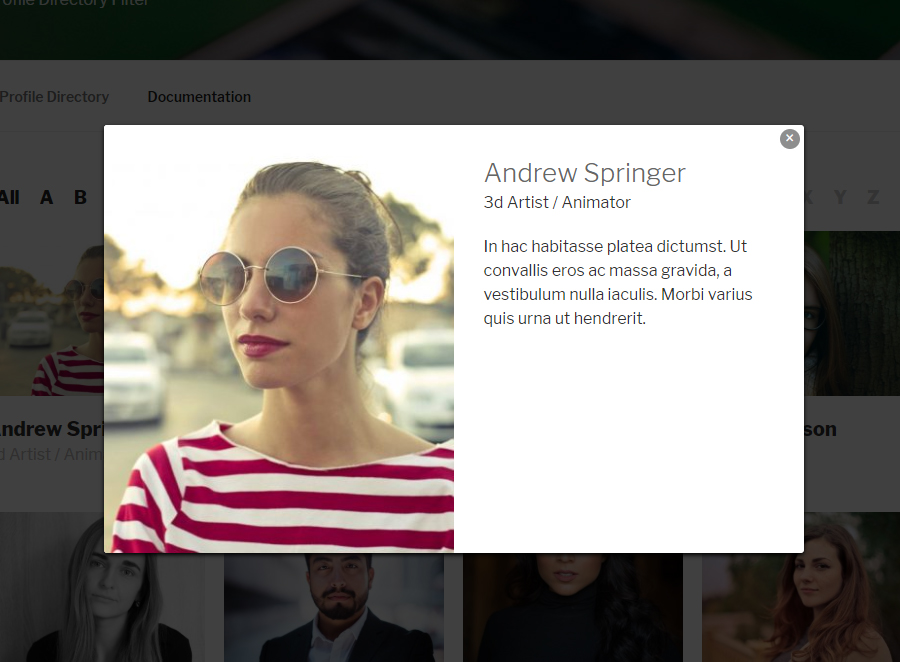 Profile Directory Filter
Profile Directory Documentation
All A B X Y Z
×
Andrew Springer
3d Artist / Animator
In hac habitasse platea dictumst. Ut
convallis eros ac massa gravida, a
vestibulum nulla iaculis. Morbi varius
quis urna ut hendrerit.
Andrew Spri son
3d Artist / Anim